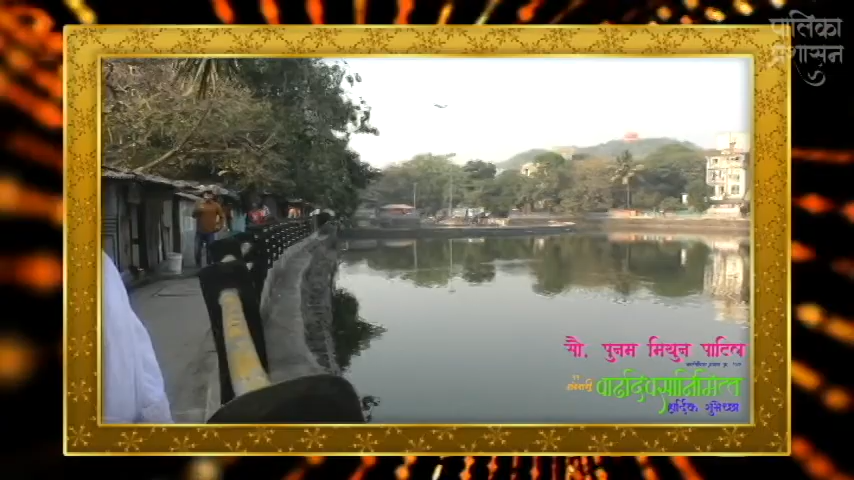 पालिका
प्रशासन
सौ. पुनम मिथुन पाटिल
वाढदिवसानिमित्त
हार्दिक शुभेच्छा